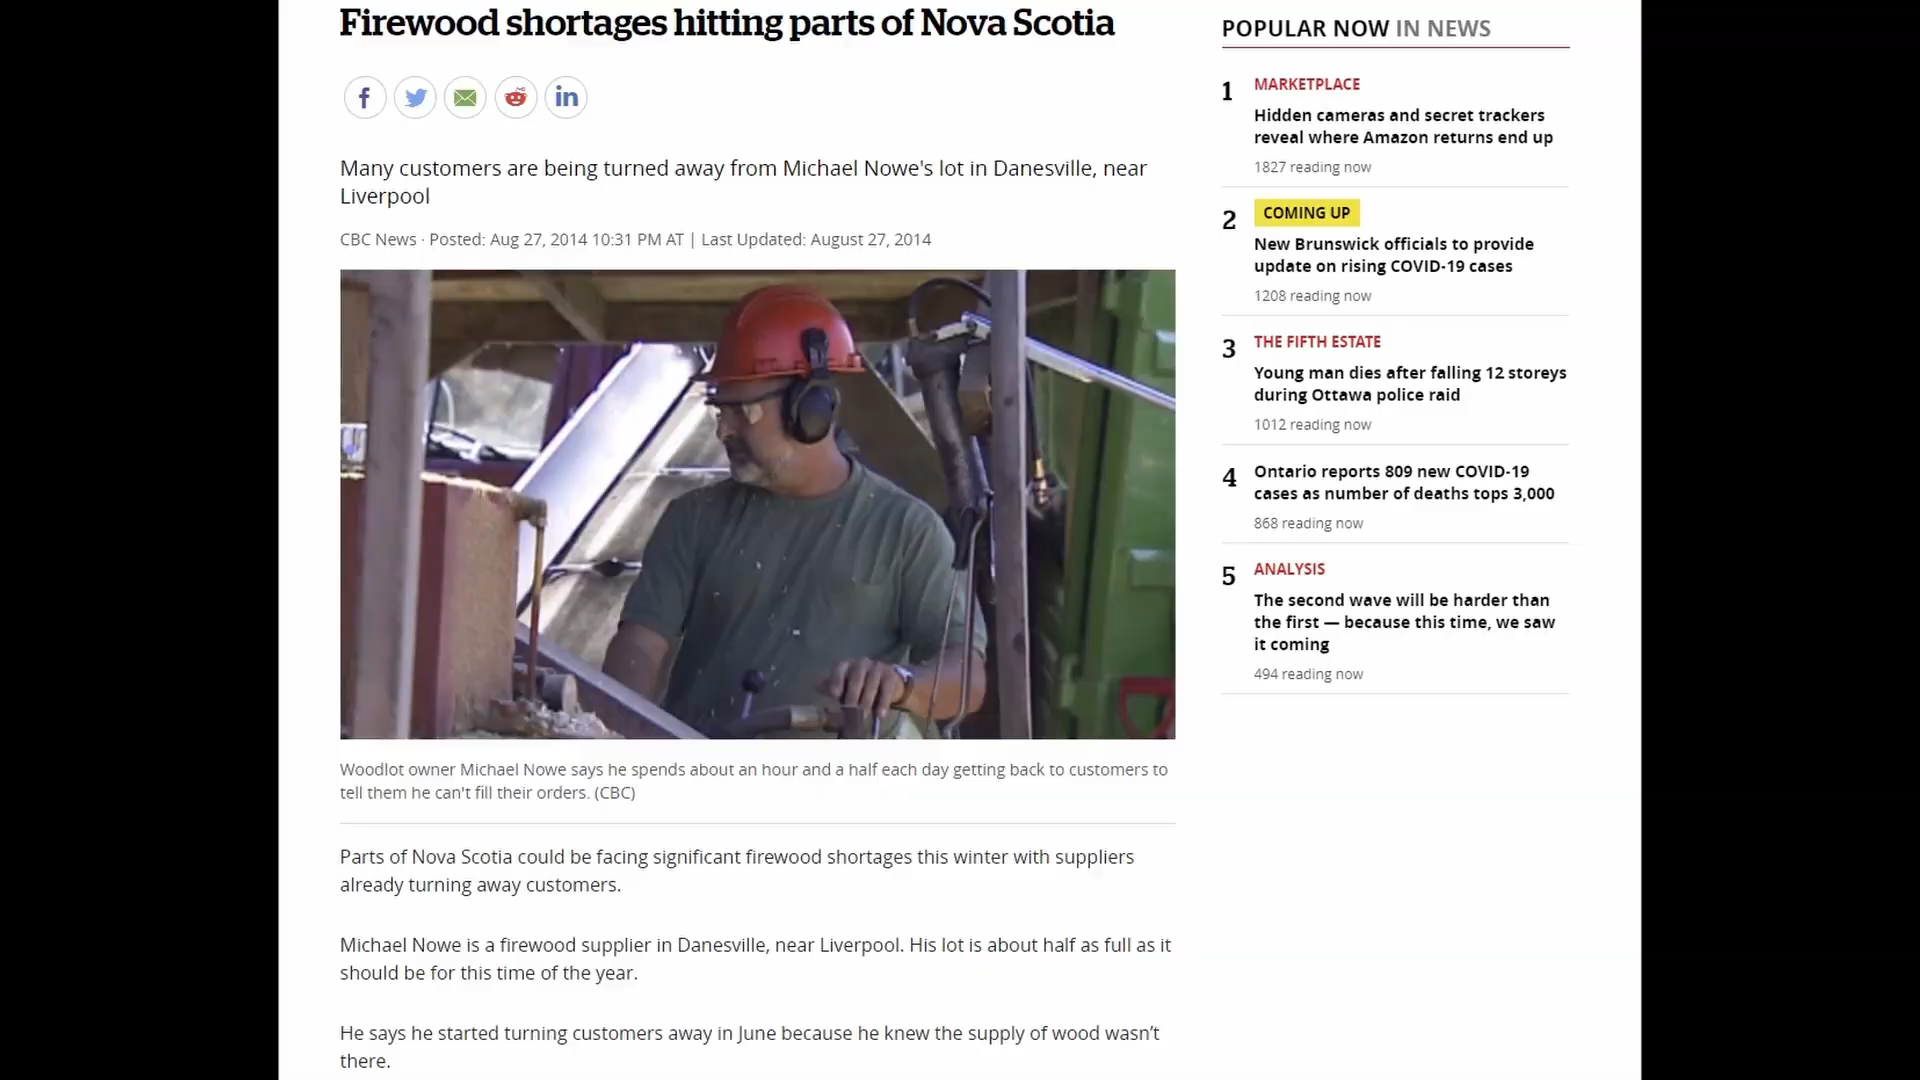 Firewood shortages hitting parts of Nova Scotia
Many customers are being turned away from Michael Nowe's lot in Danesville, near
Liverpool
CBC News · Posted: Aug 27, 2014 10:31 PM AT | Last Updated: August 27, 2014
Woodlot owner Michael Nowe says he spends about an hour and a half each day getting back to customers to
tell them he can't fill their orders. (CBC)
Parts of Nova Scotia could be facing significant firewood shortages this winter with suppliers
already turning away customers.
Michael Nowe is a firewood supplier in Danesville, near Liverpool. His lot is about half as full as it
should be for this time of the year.
He says he started turning customers away in June because he knew the supply of wood wasn't
there.
POPULAR NOW IN NEWS
1 MARKETPLACE
Hidden cameras and secret trackers
reveal where Amazon returns end up
1827 reading now
2 COMING UP
New Brunswick officials to provide
update on rising COVID-19 cases
1208 reading now
3 THE FIFTH ESTATE
Young man dies after falling 12 storeys
during Ottawa police raid
1012 reading now
4 Ontario reports 809 new COVID-19
cases as number of deaths tops 3,000
868 reading now
5 ANALYSIS
The second wave will be harder than
the first — because this time, we saw
it coming
494 reading now